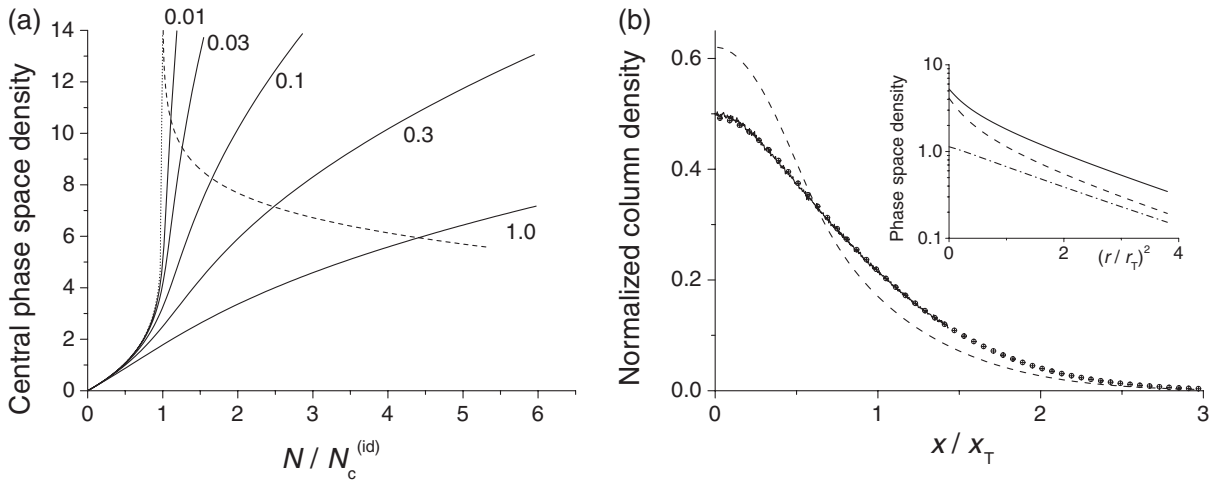 (a)
Central phase space density
14
12
10
8
6
4
2
0
0.01
0.03
0.1
0.3
1.0
0 1 2 3 4 5 6
N / N_c^(id)
(b)
Normalized column density
0.6
0.4
0.2
0.0
0 1 2 3
x / x_T
Phase space density
10
1.0
0.1
0 2 4
(r / r_T)²